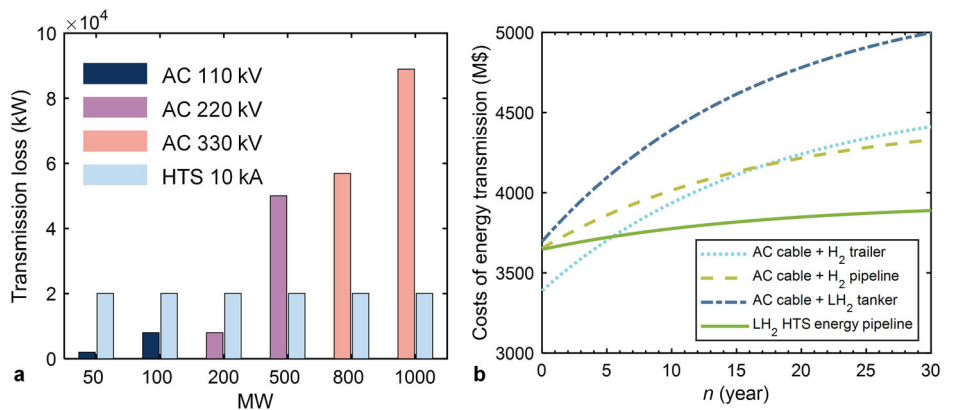 ×10⁴
10
8
6
4
2
0
Transmission loss (kW)
AC 110 kV
AC 220 kV
AC 330 kV
HTS 10 kA
50 100 200 500 800 1000
MW
a
5000
4500
4000
3500
3000
Costs of energy transmission (M$)
AC cable + H₂ trailer
AC cable + H₂ pipeline
AC cable + LH₂ tanker
LH₂ HTS energy pipeline
0 5 10 15 20 25 30
n (year)
b